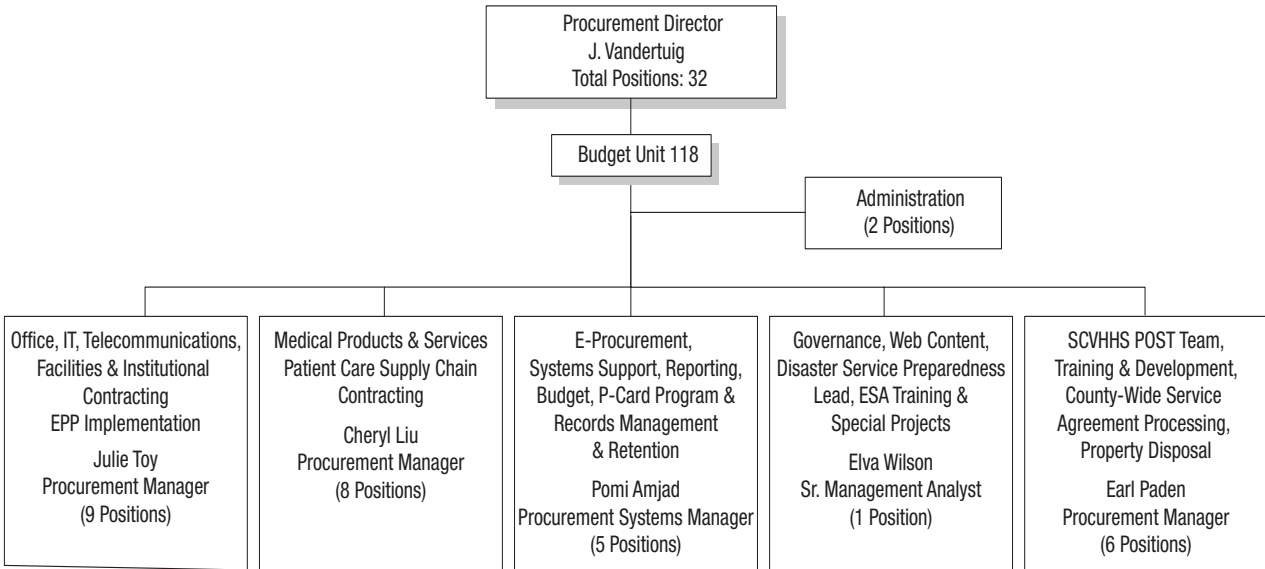 Procurement Director
J. Vandertuig
Total Positions: 32
Budget Unit 118
Administration
(2 Positions)
Office, IT, Telecommunications,
Facilities & Institutional
Contracting
EPP Implementation
Julie Toy
Procurement Manager
(9 Positions)
Medical Products & Services
Patient Care Supply Chain
Contracting
Cheryl Liu
Procurement Manager
(8 Positions)
E-Procurement,
Systems Support, Reporting,
Budget, P-Card Program &
Records Management
& Retention
Pomi Amjad
Procurement Systems Manager
(5 Positions)
Governance, Web Content,
Disaster Service Preparedness
Lead, ESA Training &
Special Projects
Elva Wilson
Sr. Management Analyst
(1 Position)
SCVHHS POST Team,
Training & Development,
County-Wide Service
Agreement Processing,
Property Disposal
Earl Paden
Procurement Manager
(6 Positions)